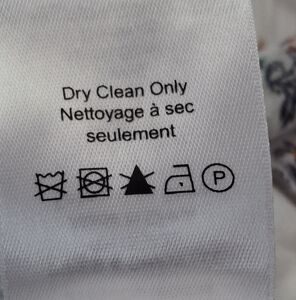 Dry Clean Only
Nettoyage à sec
seulement
P